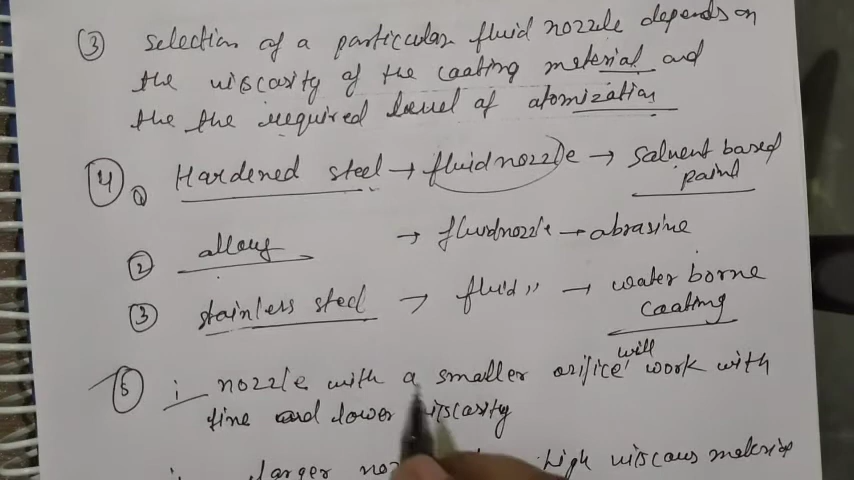 ③ selection of a particular fluid nozzle depends on
the viscosity of the coating material and
the the required level of atomization
④ ① Hardened steel → fluid nozzle → solvent based
paint
② alloy → fluid nozzle → abrasive
③ stainless steel → fluid " → water borne
coating
⑤ i nozzle with a smaller orifice will work with
fine and lower viscosity
larger high viscous material